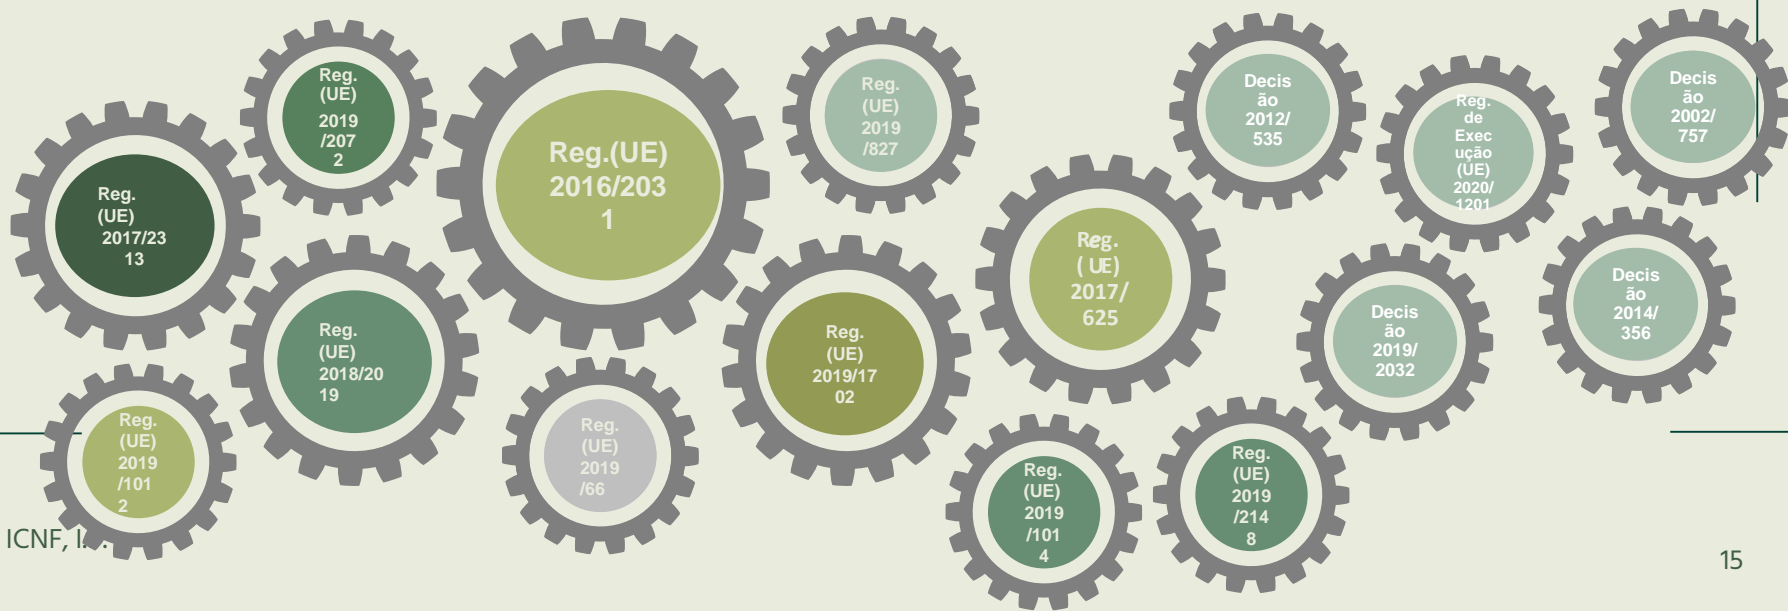 Reg.
(UE)
2017/23
13
Reg.
(UE)
2019
/207
2
Reg.(UE)
2016/203
1
Reg.
(UE)
2019
/827
Decis
ão
2012/
535
Reg.
de
Exec
ução
(UE)
2020/
1201
Decis
ão
2002/
757
Reg.
(UE)
2018/20
19
Reg.
(UE)
2019/17
02
Reg.
( UE)
2017/
625
Decis
ão
2019/
2032
Decis
ão
2014/
356
Reg.
(UE)
2019
/101
2
Reg.
(UE)
2019
/66
Reg.
(UE)
2019
/101
4
Reg.
(UE)
2019
/214
8
ICNF,
15